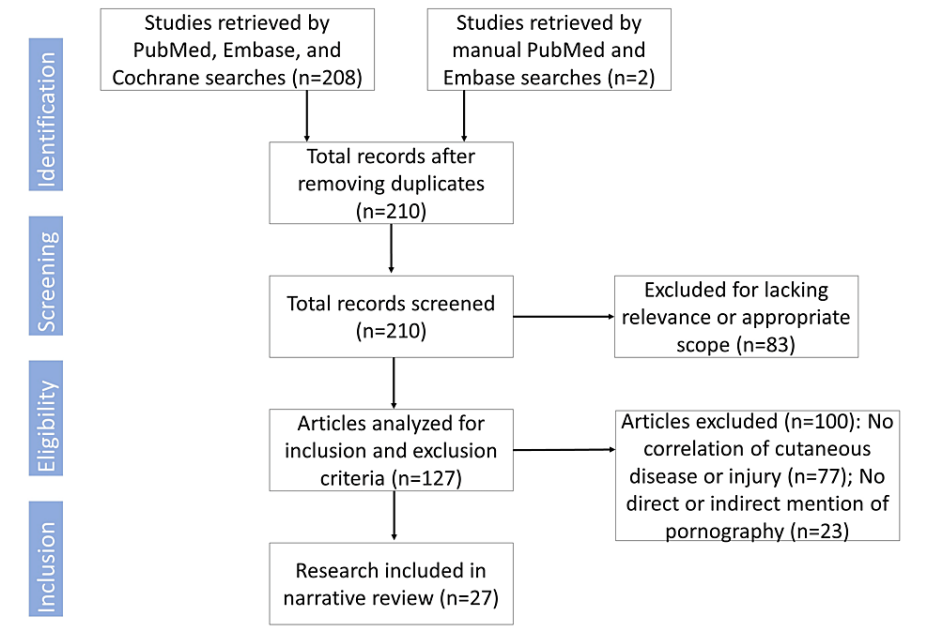 Identification
Studies retrieved by
PubMed, Embase, and
Cochrane searches (n=208)
Studies retrieved by
manual PubMed and
Embase searches (n=2)
Total records after
removing duplicates
(n=210)
Screening
Total records screened
(n=210)
Excluded for lacking
relevance or appropriate
scope (n=83)
Eligibility
Articles analyzed for
inclusion and exclusion
criteria (n=127)
Articles excluded (n=100): No
correlation of cutaneous
disease or injury (n=77); No
direct or indirect mention of
pornography (n=23)
Inclusion
Research included in
narrative review (n=27)